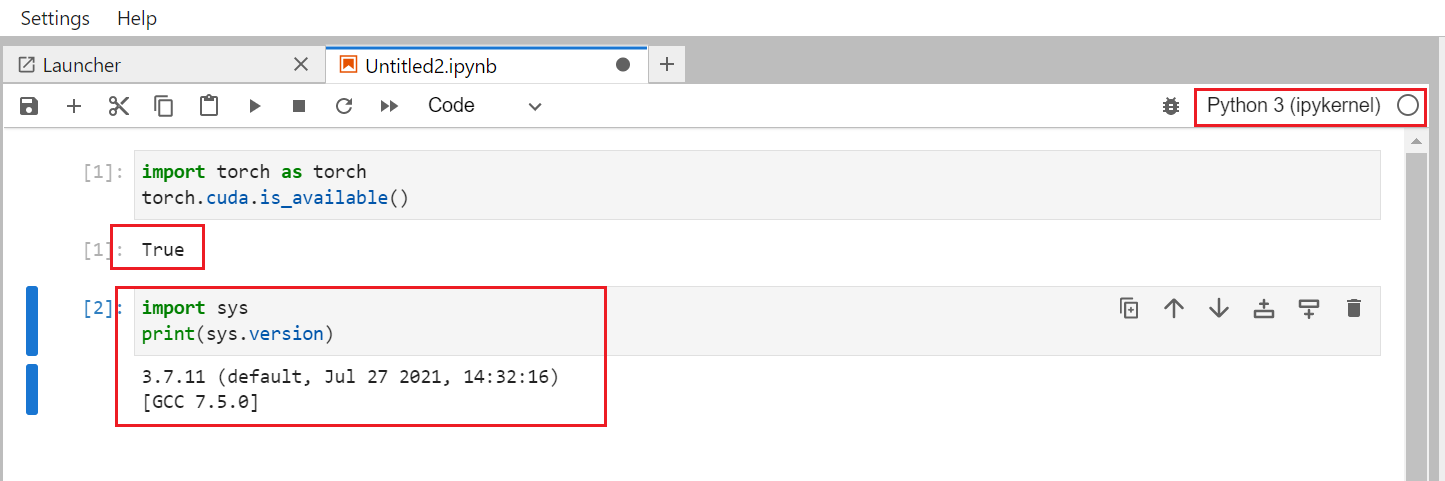 Settings Help
Launcher Untitled2.ipynb
Code Python 3 (ipykernel)
[1]: import torch as torch
torch.cuda.is_available()
[1]: True
[2]: import sys
print(sys.version)
3.7.11 (default, Jul 27 2021, 14:32:16)
[GCC 7.5.0]